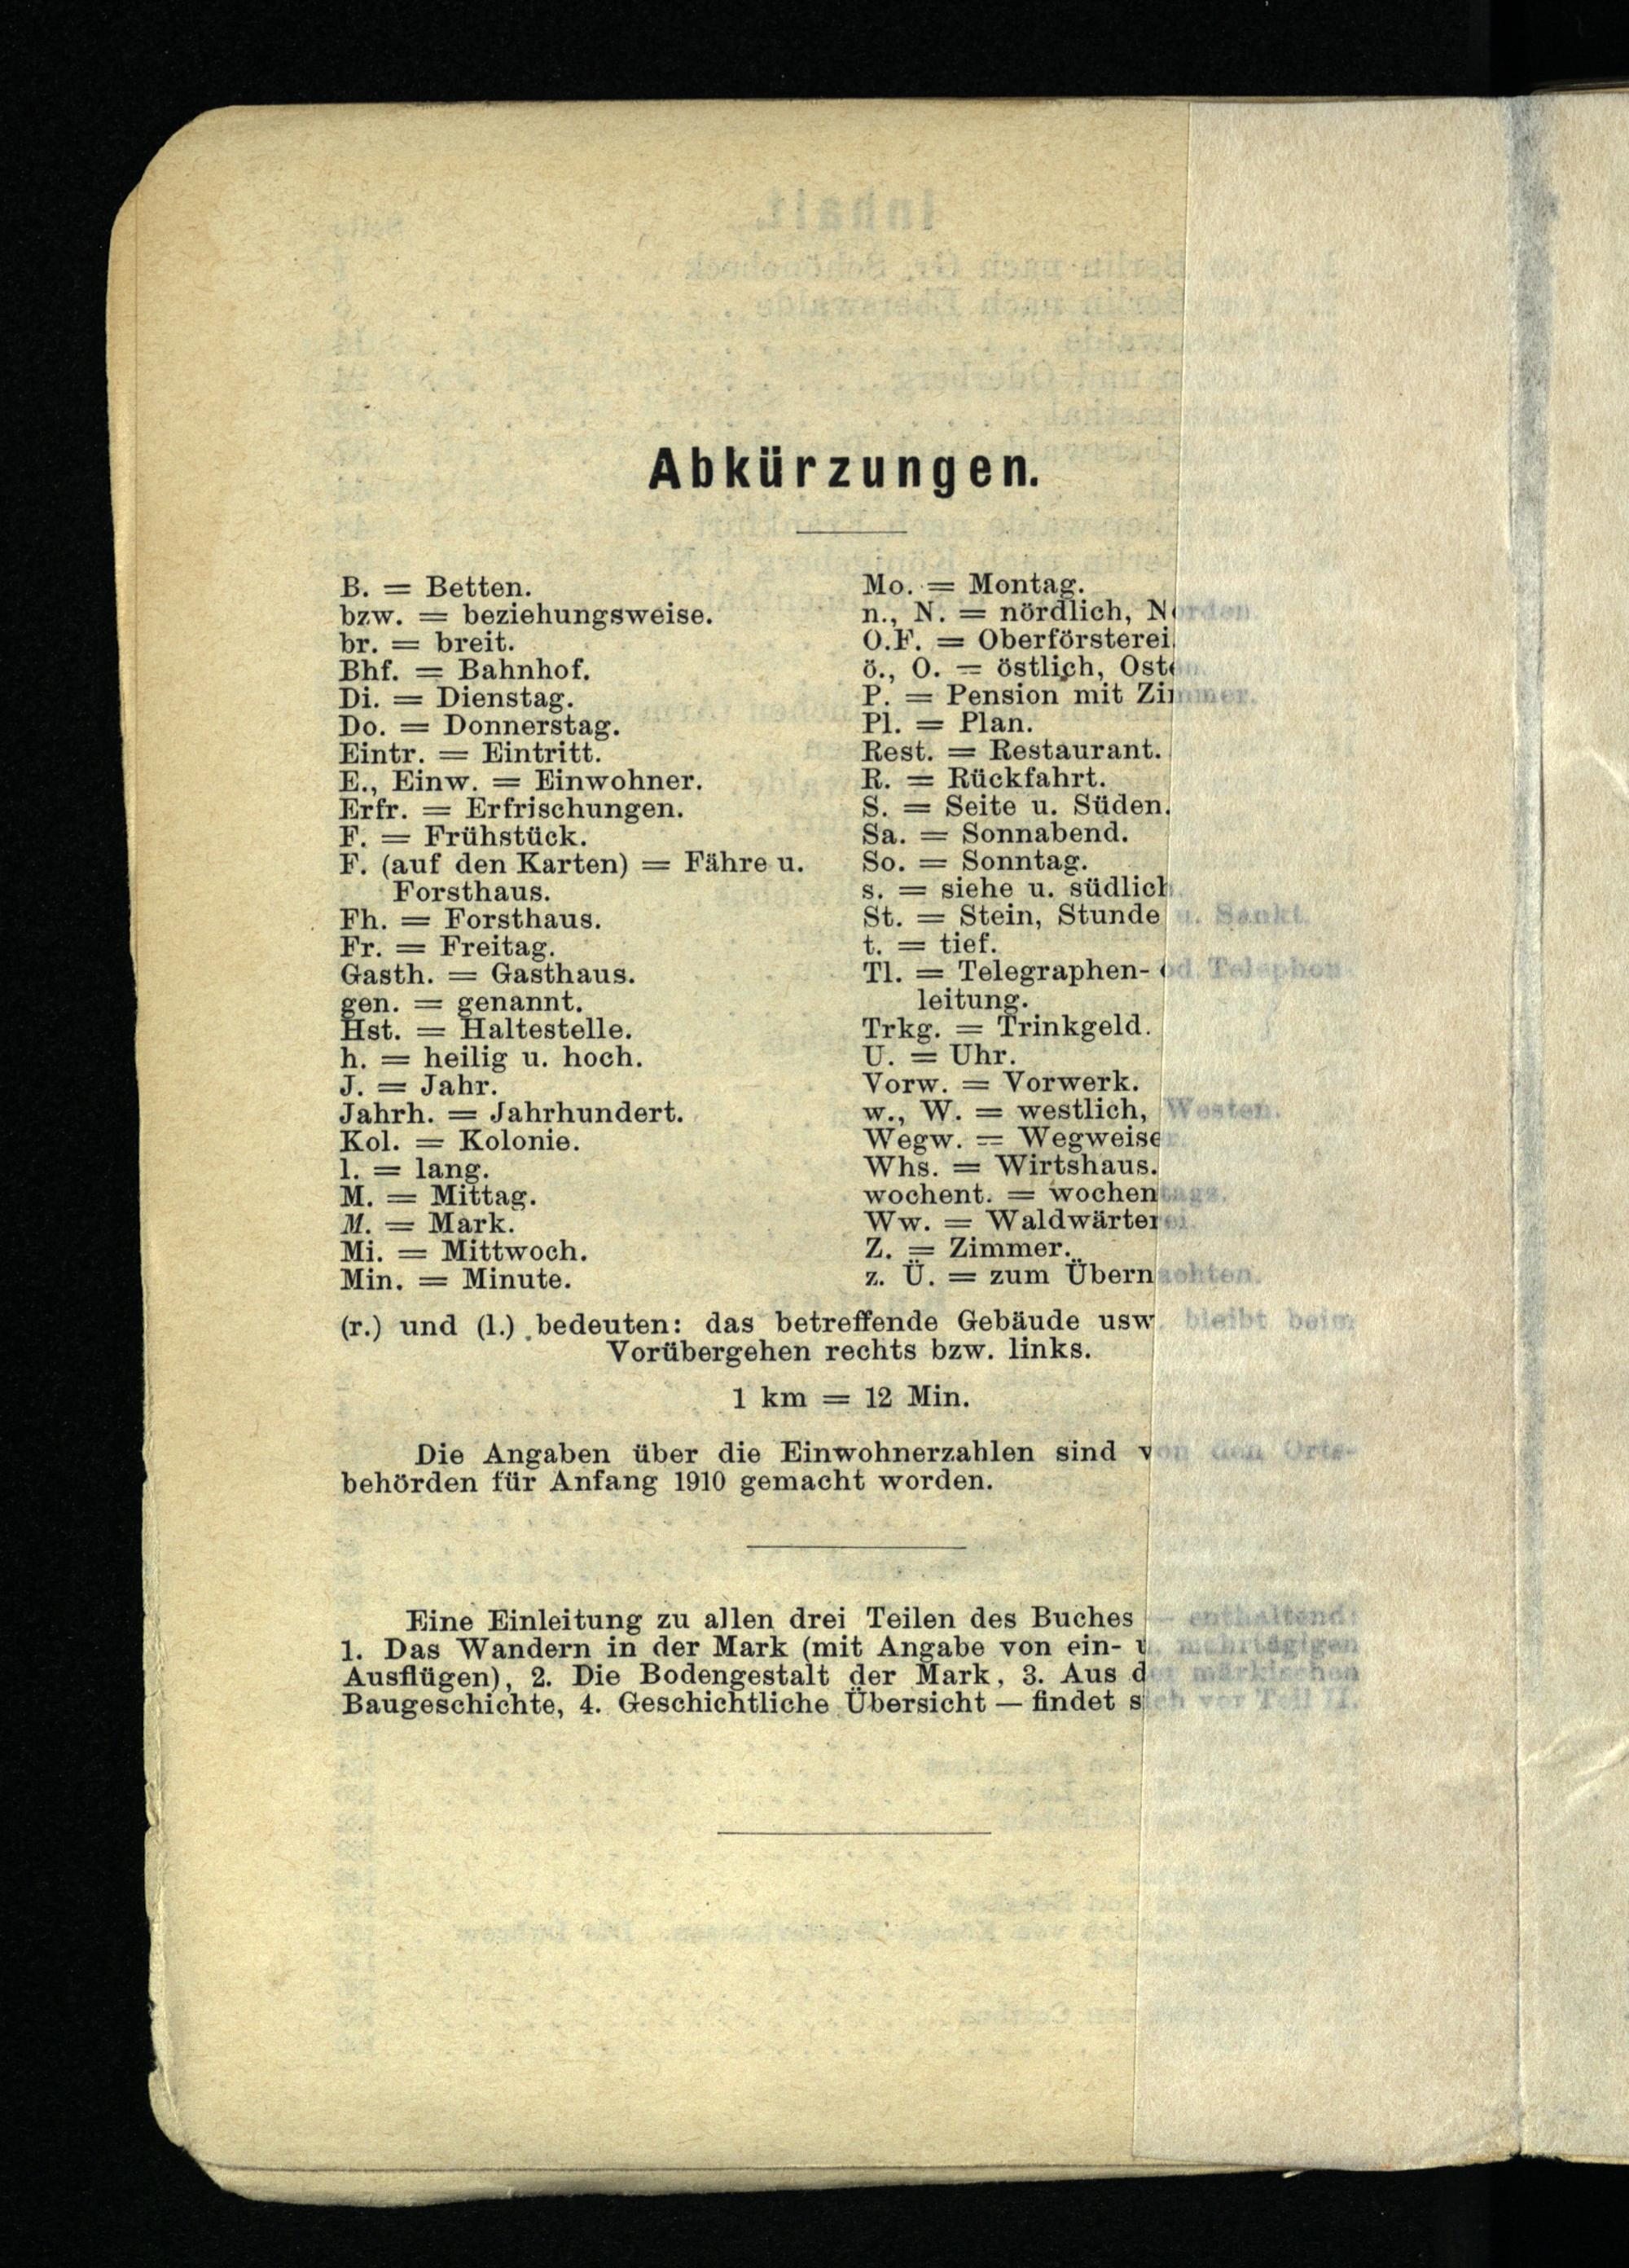 Abkürzungen.
B. = Betten.
bzw. = beziehungsweise.
br. = breit.
Bhf. = Bahnhof.
Di. = Dienstag.
Do. = Donnerstag.
Eintr. = Eintritt.
E., Einw. = Einwohner.
Erfr. = Erfrischungen.
F. = Frühstück.
F. (auf den Karten) = Fähre u.
Forsthaus.
Fh. = Forsthaus.
Fr. = Freitag.
Gasth. = Gasthaus.
gen. = genannt.
Hst. = Haltestelle.
h. = heilig u. hoch.
J. = Jahr.
Jahrh. = Jahrhundert.
Kol. = Kolonie.
l. = lang.
M. = Mittag.
M. = Mark.
Mi. = Mittwoch.
Min. = Minute.
Mo. = Montag.
n., N. = nördlich, Norden.
O.F. = Oberförsterei.
ö., O. = östlich, Osten.
P. = Pension mit Zimmer.
Pl. = Plan.
Rest. = Restaurant.
R. = Rückfahrt.
S. = Seite u. Süden.
Sa. = Sonnabend.
So. = Sonntag.
s. = siehe u. südlich.
St. = Stein, Stunde u. Sankt.
t. = tief.
Tl. = Telegraphen- od. Telephon-
leitung.
Trkg. = Trinkgeld.
U. = Uhr.
Vorw. = Vorwerk.
w., W. = westlich, Westen.
Wegw. = Wegweiser.
Whs. = Wirtshaus.
wochent. = wochentags.
Ww. = Waldwärterei.
Z. = Zimmer.
z. Ü. = zum Übernachten.
(r.) und (l.) bedeuten: das betreffende Gebäude usw. bleibt beim
Vorübergehen rechts bzw. links.
1 km = 12 Min.
Die Angaben über die Einwohnerzahlen sind von den Orts-
behörden für Anfang 1910 gemacht worden.
Eine Einleitung zu allen drei Teilen des Buches — enthaltend:
1. Das Wandern in der Mark (mit Angabe von ein- u. mehrtägigen
Ausflügen), 2. Die Bodengestalt der Mark, 3. Aus der märkischen
Baugeschichte, 4. Geschichtliche Übersicht — findet sich vor Teil II.